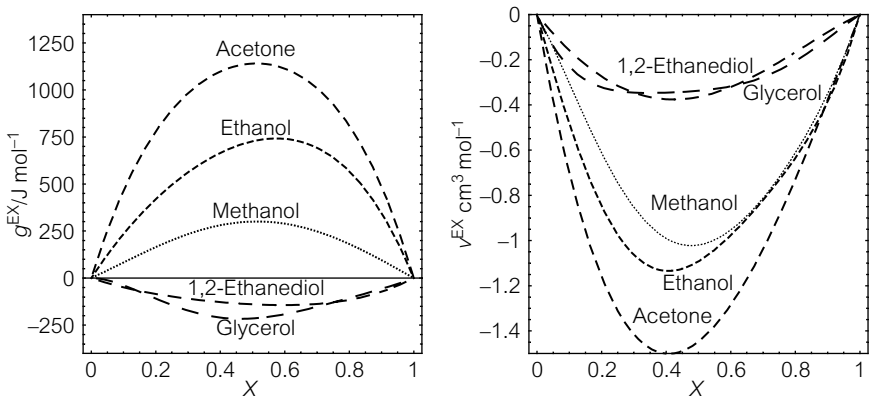 1250
1000
750
500
250
0
−250
g^EX/J mol⁻¹
Acetone
Ethanol
Methanol
1,2-Ethanediol
Glycerol
0 0.2 0.4 0.6 0.8 1
X
0
−0.2
−0.4
−0.6
−0.8
−1
−1.2
−1.4
v^EX cm³ mol⁻¹
1,2-Ethanediol
Glycerol
Methanol
Ethanol
Acetone
0 0.2 0.4 0.6 0.8 1
X